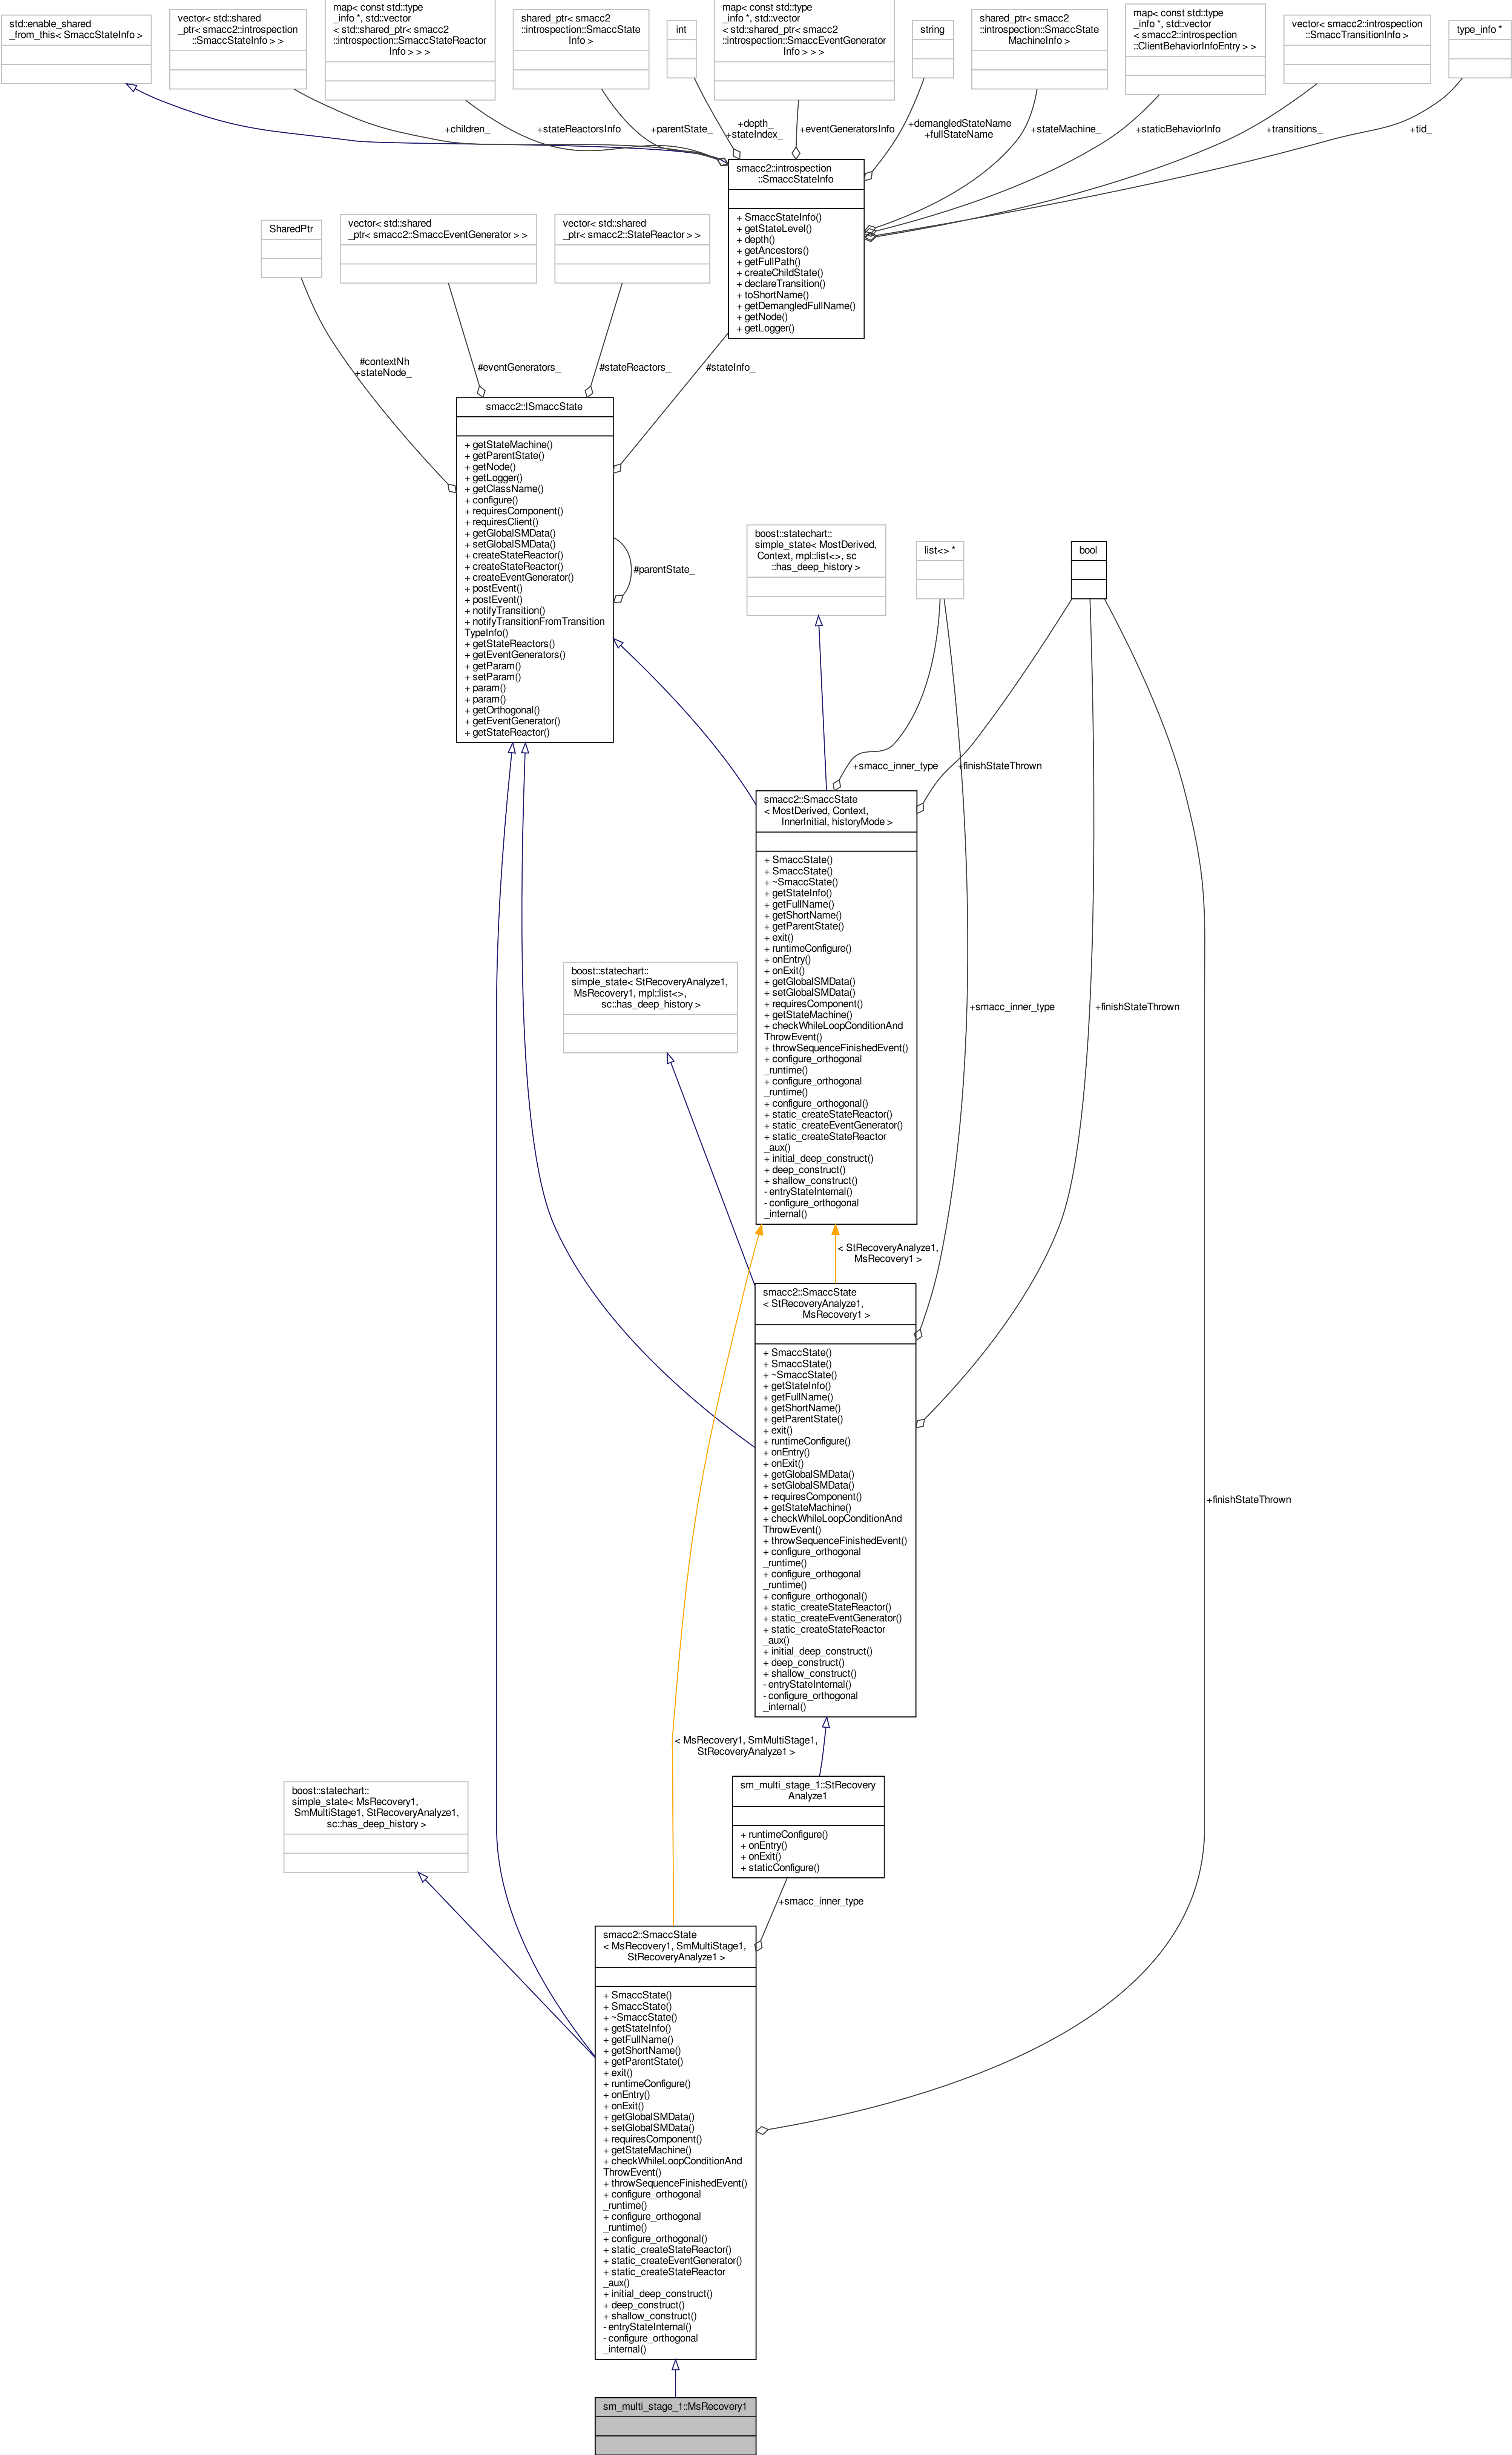 std::enable_shared
_from_this< SmaccStateInfo >
vector< std::shared
_ptr< smacc2::introspection
::SmaccStateInfo > >
map< const std::type
_info *, std::vector
< std::shared_ptr< smacc2
::introspection::SmaccStateReactor
Info > > >
shared_ptr< smacc2
::introspection::SmaccState
Info >
int
map< const std::type
_info *, std::vector
< std::shared_ptr< smacc2
::introspection::SmaccEventGenerator
Info > > >
string
shared_ptr< smacc2
::introspection::SmaccState
MachineInfo >
map< const std::type
_info *, std::vector
< smacc2::introspection
::ClientBehaviorInfoEntry > >
vector< smacc2::introspection
::SmaccTransitionInfo >
type_info *
+children_
+stateReactorsInfo
+parentState_
+depth_
+stateIndex_
+eventGeneratorsInfo
+demangledStateName
+fullStateName
+stateMachine_
+staticBehaviorInfo
+transitions_
+tid_
smacc2::introspection
::SmaccStateInfo
+ SmaccStateInfo()
+ getStateLevel()
+ depth()
+ getAncestors()
+ getFullPath()
+ createChildState()
+ declareTransition()
+ toShortName()
+ getDemangledFullName()
+ getNode()
+ getLogger()
SharedPtr
vector< std::shared
_ptr< smacc2::SmaccEventGenerator > >
vector< std::shared
_ptr< smacc2::StateReactor > >
#contextNh
+stateNode_
#eventGenerators_
#stateReactors_
#stateInfo_
smacc2::ISmaccState
+ getStateMachine()
+ getParentState()
+ getNode()
+ getLogger()
+ getClassName()
+ configure()
+ requiresComponent()
+ requiresClient()
+ getGlobalSMData()
+ setGlobalSMData()
+ createStateReactor()
+ createStateReactor()
+ createEventGenerator()
+ postEvent()
+ postEvent()
+ notifyTransition()
+ notifyTransitionFromTransition
TypeInfo()
+ getStateReactors()
+ getEventGenerators()
+ getParam()
+ setParam()
+ param()
+ param()
+ getOrthogonal()
+ getEventGenerator()
+ getStateReactor()
#parentState_
boost::statechart::
simple_state< MostDerived,
Context, mpl::list<>, sc
::has_deep_history >
list<> *
bool
+smacc_inner_type
+finishStateThrown
smacc2::SmaccState
< MostDerived, Context,
InnerInitial, historyMode >
+ SmaccState()
+ SmaccState()
+ ~SmaccState()
+ getStateInfo()
+ getFullName()
+ getShortName()
+ getParentState()
+ exit()
+ runtimeConfigure()
+ onEntry()
+ onExit()
+ getGlobalSMData()
+ setGlobalSMData()
+ requiresComponent()
+ getStateMachine()
+ checkWhileLoopConditionAnd
ThrowEvent()
+ throwSequenceFinishedEvent()
+ configure_orthogonal
_runtime()
+ configure_orthogonal
_runtime()
+ configure_orthogonal()
+ static_createStateReactor()
+ static_createEventGenerator()
+ static_createStateReactor
_aux()
+ initial_deep_construct()
+ deep_construct()
+ shallow_construct()
- entryStateInternal()
- configure_orthogonal
_internal()
boost::statechart::
simple_state< StRecoveryAnalyze1,
MsRecovery1, mpl::list<>,
sc::has_deep_history >
+smacc_inner_type
+finishStateThrown
< StRecoveryAnalyze1,
MsRecovery1 >
smacc2::SmaccState
< StRecoveryAnalyze1,
MsRecovery1 >
+ SmaccState()
+ SmaccState()
+ ~SmaccState()
+ getStateInfo()
+ getFullName()
+ getShortName()
+ getParentState()
+ exit()
+ runtimeConfigure()
+ onEntry()
+ onExit()
+ getGlobalSMData()
+ setGlobalSMData()
+ requiresComponent()
+ getStateMachine()
+ checkWhileLoopConditionAnd
ThrowEvent()
+ throwSequenceFinishedEvent()
+ configure_orthogonal
_runtime()
+ configure_orthogonal
_runtime()
+ configure_orthogonal()
+ static_createStateReactor()
+ static_createEventGenerator()
+ static_createStateReactor
_aux()
+ initial_deep_construct()
+ deep_construct()
+ shallow_construct()
- entryStateInternal()
- configure_orthogonal
_internal()
+finishStateThrown
< MsRecovery1, SmMultiStage1,
StRecoveryAnalyze1 >
sm_multi_stage_1::StRecovery
Analyze1
+ runtimeConfigure()
+ onEntry()
+ onExit()
+ staticConfigure()
boost::statechart::
simple_state< MsRecovery1,
SmMultiStage1, StRecoveryAnalyze1,
sc::has_deep_history >
+smacc_inner_type
smacc2::SmaccState
< MsRecovery1, SmMultiStage1,
StRecoveryAnalyze1 >
+ SmaccState()
+ SmaccState()
+ ~SmaccState()
+ getStateInfo()
+ getFullName()
+ getShortName()
+ getParentState()
+ exit()
+ runtimeConfigure()
+ onEntry()
+ onExit()
+ getGlobalSMData()
+ setGlobalSMData()
+ requiresComponent()
+ getStateMachine()
+ checkWhileLoopConditionAnd
ThrowEvent()
+ throwSequenceFinishedEvent()
+ configure_orthogonal
_runtime()
+ configure_orthogonal
_runtime()
+ configure_orthogonal()
+ static_createStateReactor()
+ static_createEventGenerator()
+ static_createStateReactor
_aux()
+ initial_deep_construct()
+ deep_construct()
+ shallow_construct()
- entryStateInternal()
- configure_orthogonal
_internal()
sm_multi_stage_1::MsRecovery1